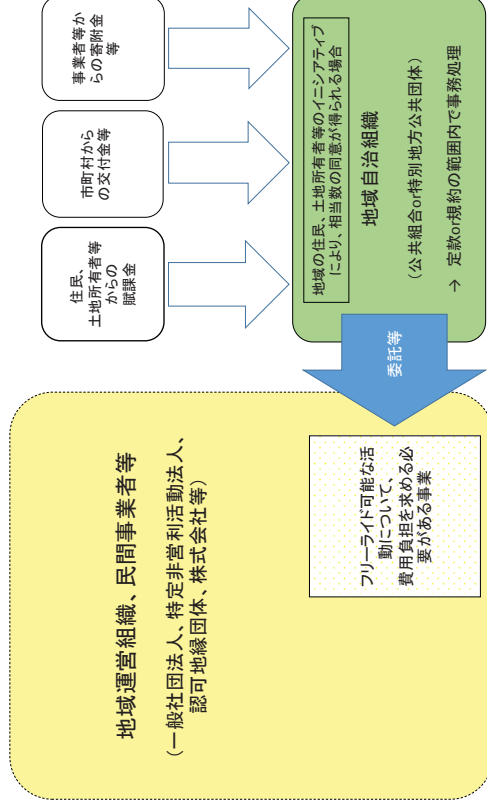 地域運営組織、民間事業者等
(一般社団法人、特定非営利活動法人、
認可地縁団体、株式会社等)
フリーライド可能な活
動について、
費用負担を求める必
要がある事業
委託等
住民、
土地所有者等
からの
賦課金
市町村から
の交付金等
事業者等か
らの寄附金
等
地域の住民、土地所有者等のイニシアティブ
により、相当数の同意が得られる場合
地域自治組織
(公共組合or特別地方公共団体)
→ 定款or規約の範囲内で事務処理